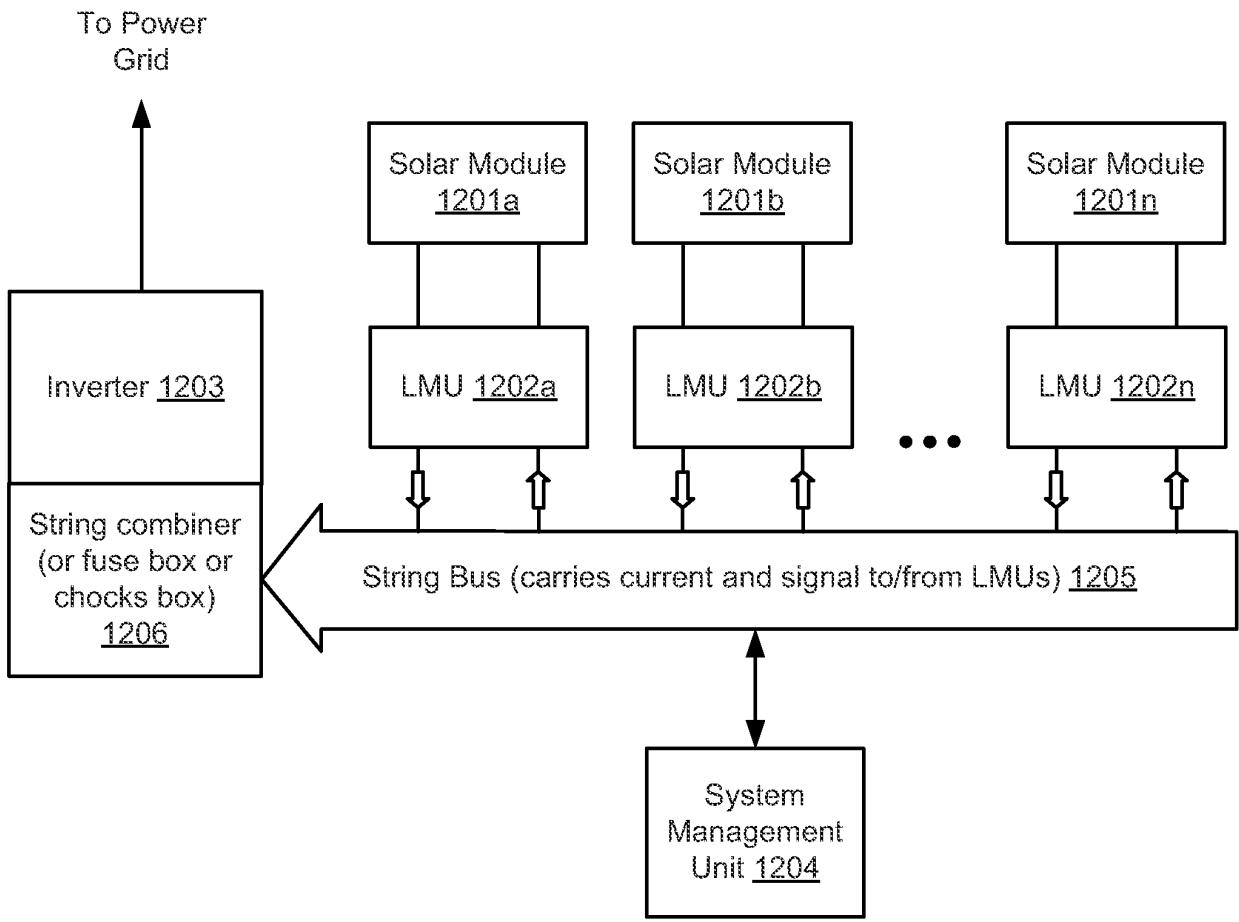 To Power
Grid
Solar Module
1201a
Solar Module
1201b
Solar Module
1201n
Inverter 1203
LMU 1202a
LMU 1202b
LMU 1202n
String combiner
(or fuse box or
chocks box)
1206
String Bus (carries current and signal to/from LMUs) 1205
System
Management
Unit 1204